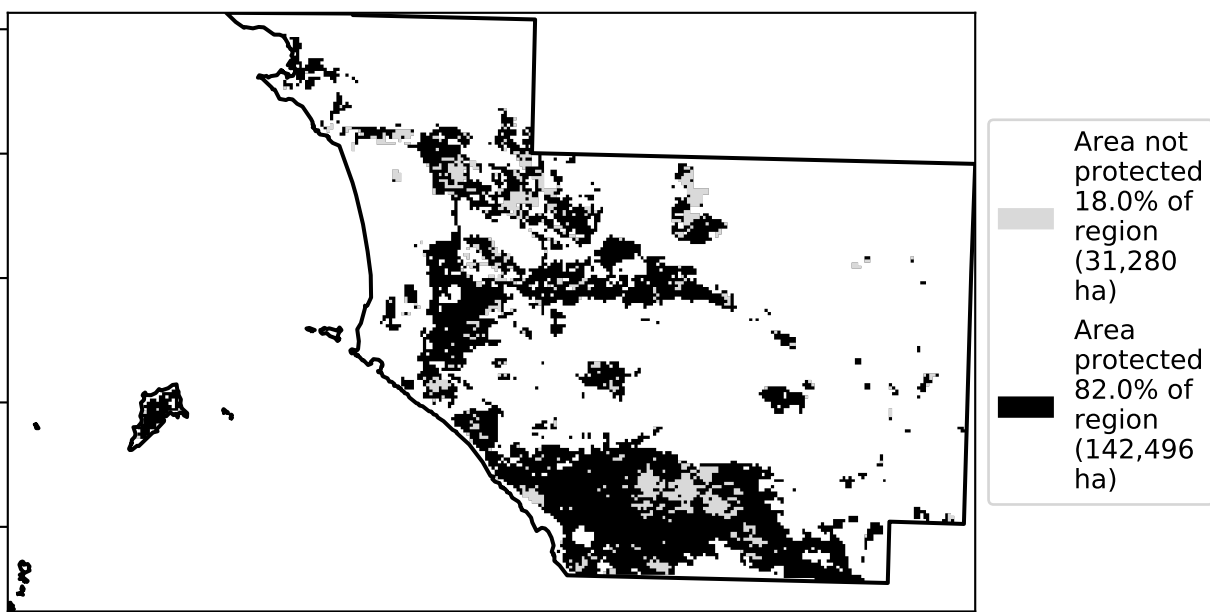 Area not
protected
18.0% of
region
(31,280
ha)
Area
protected
82.0% of
region
(142,496
ha)